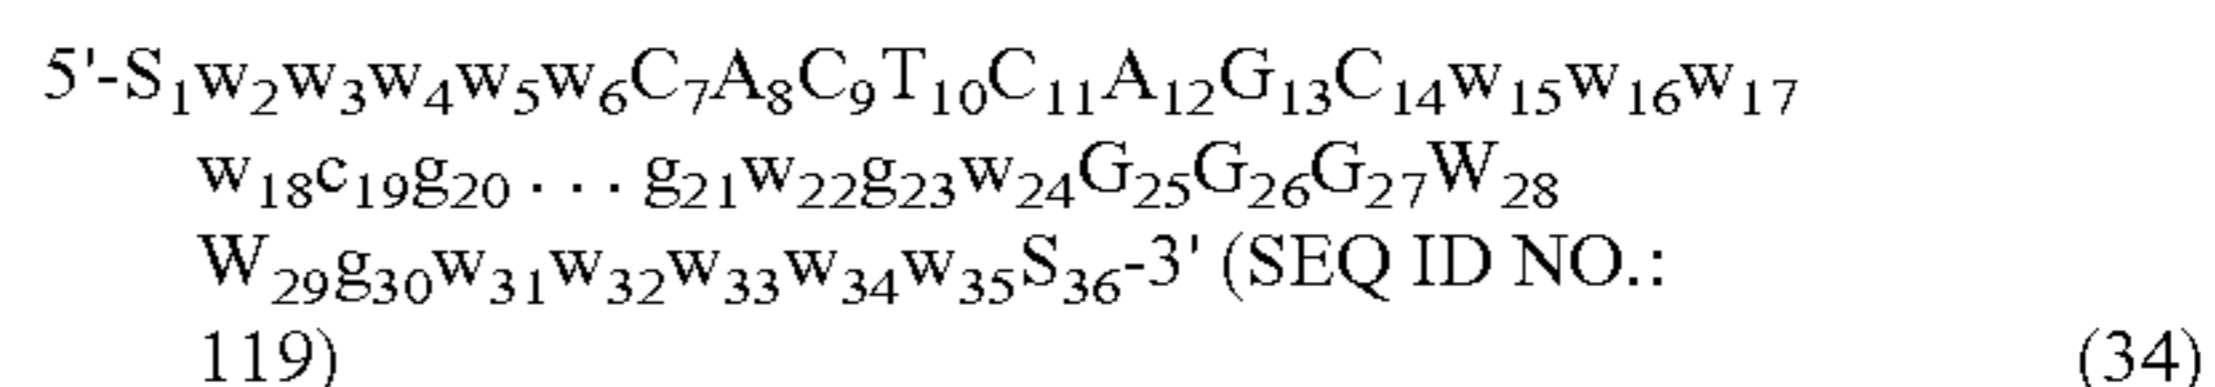 5'-S₁w₂w₃w₄w₅w₆C₇A₈C₉T₁₀C₁₁A₁₂G₁₃C₁₄w₁₅w₁₆w₁₇
w₁₈c₁₉g₂₀ . . . g₂₁w₂₂g₂₃w₂₄G₂₅G₂₆G₂₇W₂₈
W₂₉g₃₀w₃₁w₃₂w₃₃w₃₄w₃₅S₃₆-3' (SEQ ID NO.:
119) (34)